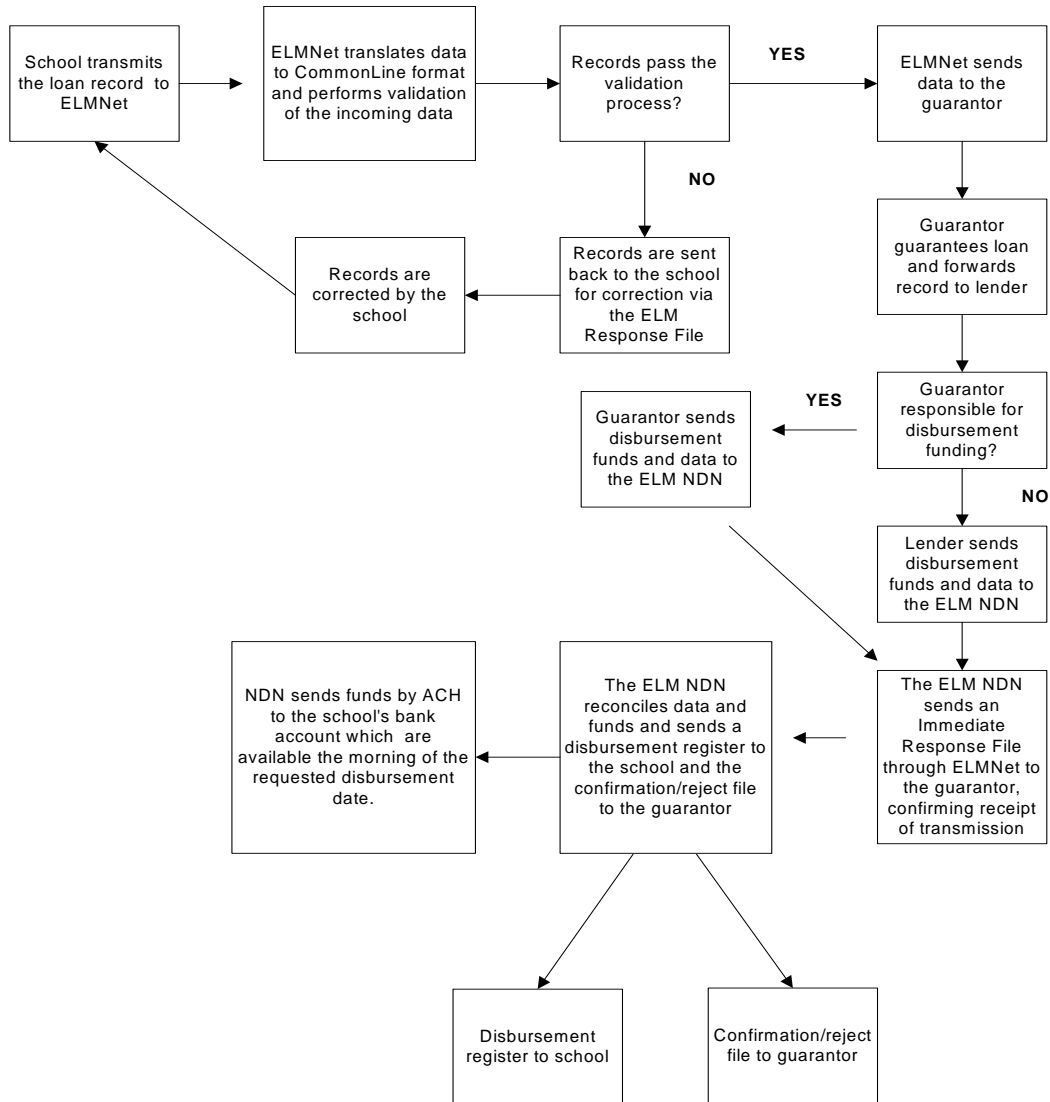 School transmits
the loan record to
ELMNet
ELMNet translates data
to CommonLine format
and performs validation
of the incoming data
Records pass the
validation
process?
YES
ELMNet sends
data to the
guarantor
NO
Guarantor
guarantees loan
and forwards
record to lender
Records are sent
back to the school
for correction via
the ELM
Response File
Records are
corrected by the
school
Guarantor
responsible for
disbursement
funding?
YES
Guarantor sends
disbursement
funds and data to
the ELM NDN
NO
Lender sends
disbursement
funds and data to
the ELM NDN
The ELM NDN
sends an
Immediate
Response File
through ELMNet to
the guarantor,
confirming receipt
of transmission
The ELM NDN
reconciles data and
funds and sends a
disbursement register to
the school and the
confirmation/reject file
to the guarantor
NDN sends funds by ACH
to the school's bank
account which are
available the morning of the
requested disbursement
date.
Disbursement
register to school
Confirmation/reject
file to guarantor